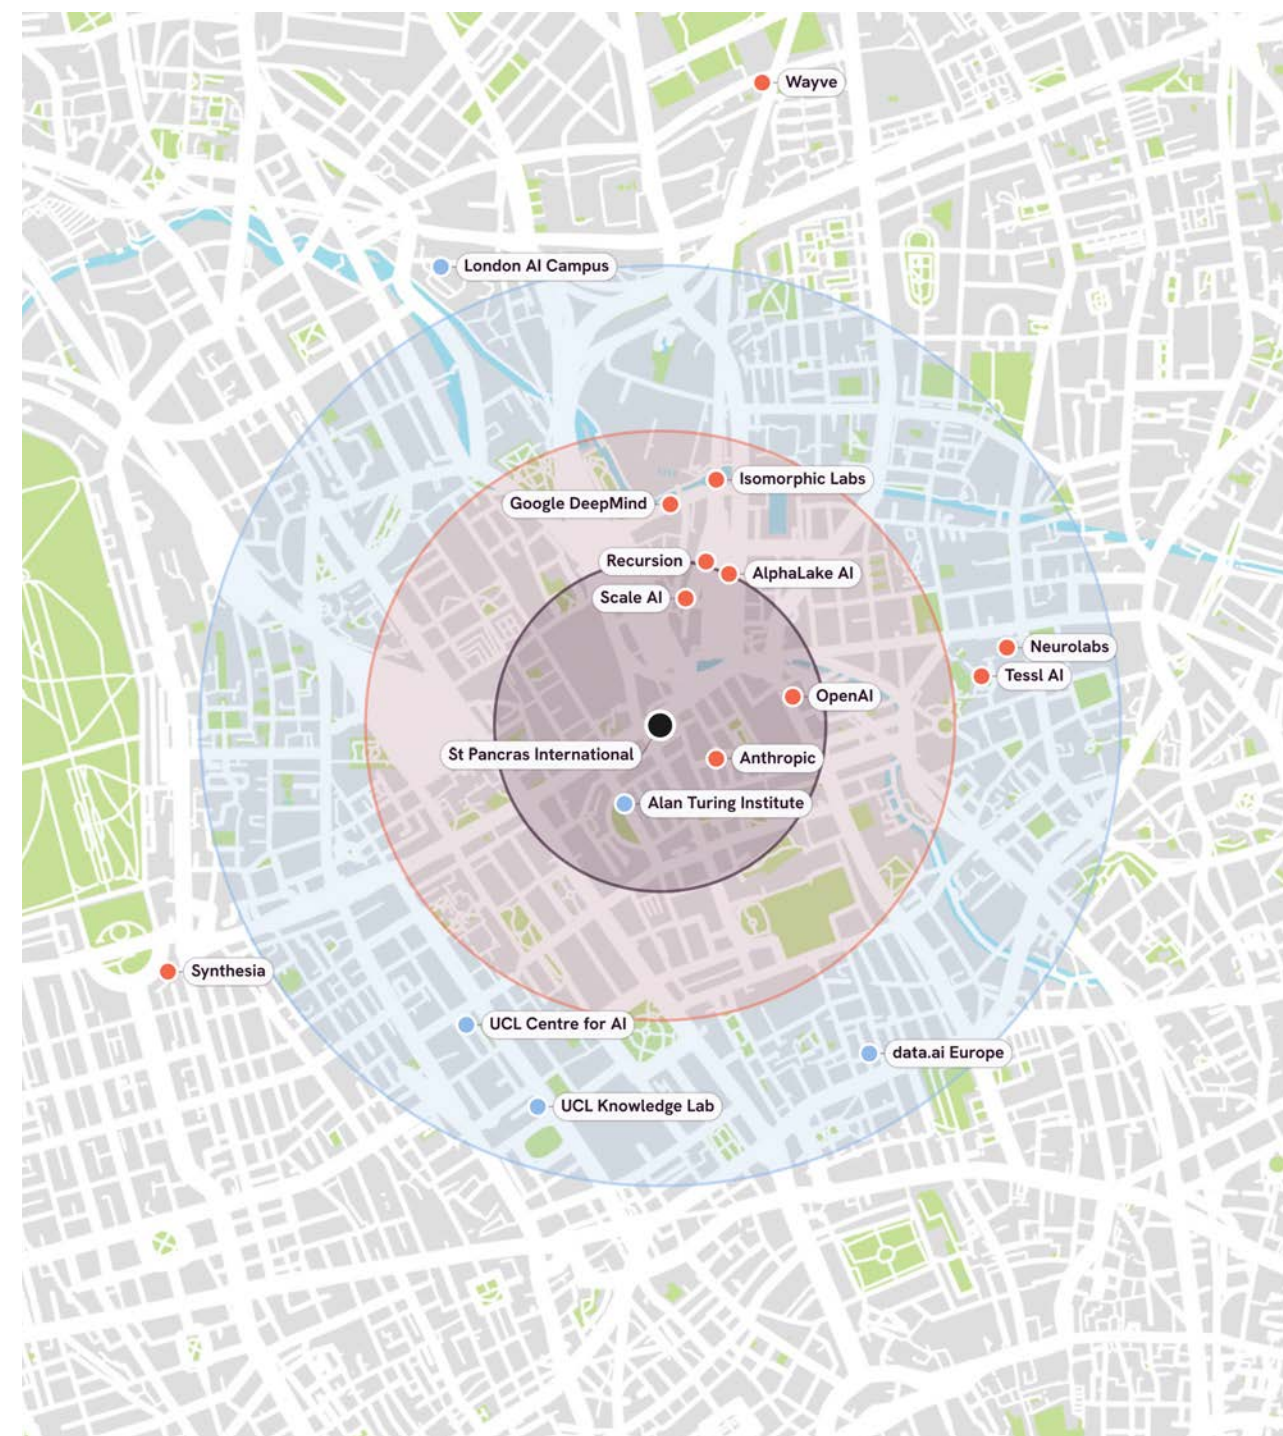 Wayve
London AI Campus
Isomorphic Labs
Google DeepMind
Recursion
AlphaLake AI
Scale AI
Neurolabs
Tessl AI
OpenAI
St Pancras International
Anthropic
Alan Turing Institute
Synthesia
UCL Centre for AI
data.ai Europe
UCL Knowledge Lab